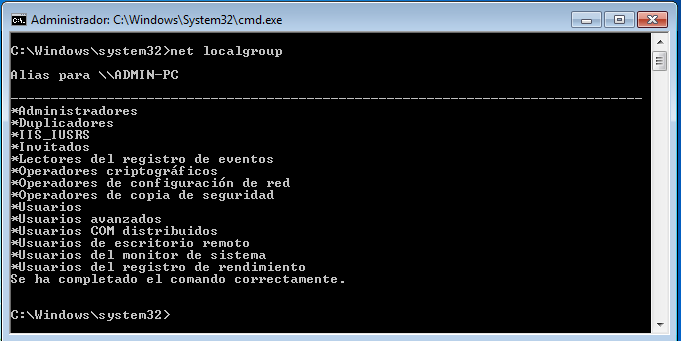 Administrador: C:\Windows\System32\cmd.exe
C:\Windows\system32>net localgroup
Alias para \\ADMIN-PC
-------------------------------------------------------------------------------
*Administradores
*Duplicadores
*IIS_IUSRS
*Invitados
*Lectores del registro de eventos
*Operadores criptográficos
*Operadores de configuración de red
*Operadores de copia de seguridad
*Usuarios
*Usuarios avanzados
*Usuarios COM distribuidos
*Usuarios de escritorio remoto
*Usuarios del monitor de sistema
*Usuarios del registro de rendimiento
Se ha completado el comando correctamente.
C:\Windows\system32>